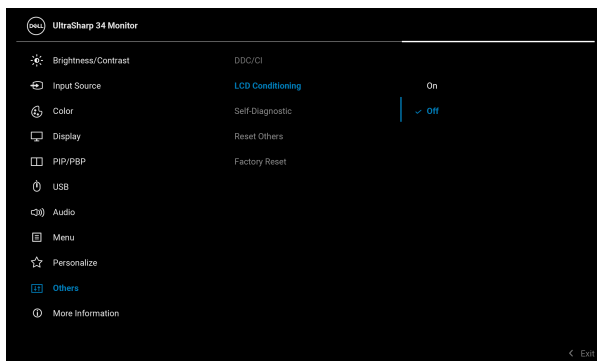 DELL UltraSharp 34 Monitor
Brightness/Contrast DDC/CI
Input Source LCD Conditioning On
Color Self-Diagnostic Off
Display Reset Others
PIP/PBP Factory Reset
USB
Audio
Menu
Personalize
Others
More Information
Exit